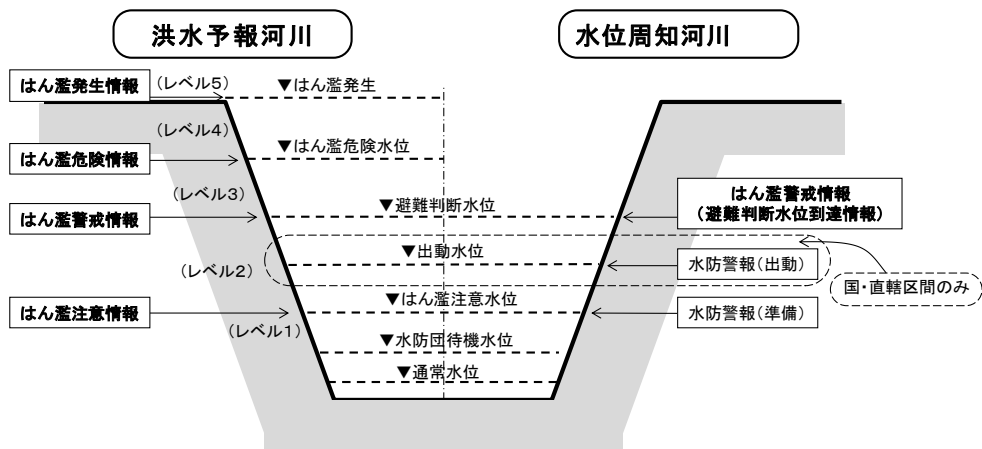 洪水予報河川
水位周知河川
はん濫発生情報
(レベル5)
▼はん濫発生
(レベル4)
はん濫危険情報
▼はん濫危険水位
(レベル3)
はん濫警戒情報
▼避難判断水位
はん濫警戒情報
(避難判断水位到達情報)
▼出動水位
水防警報(出動)
(レベル2)
国・直轄区間のみ
はん濫注意情報
▼はん濫注意水位
水防警報(準備)
(レベル1)
▼水防団待機水位
▼通常水位